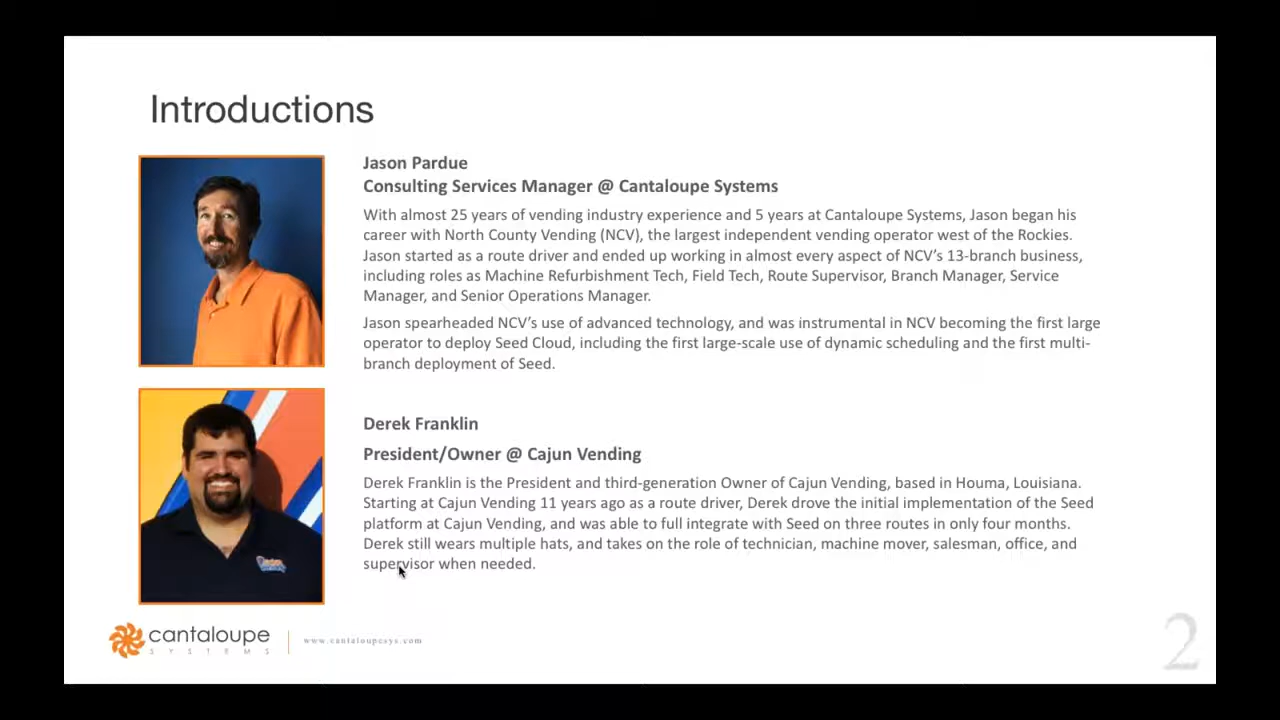 Introductions
Jason Pardue
Consulting Services Manager @ Cantaloupe Systems
With almost 25 years of vending industry experience and 5 years at Cantaloupe Systems, Jason began his
career with North County Vending (NCV), the largest independent vending operator west of the Rockies.
Jason started as a route driver and ended up working in almost every aspect of NCV's 13-branch business,
including roles as Machine Refurbishment Tech, Field Tech, Route Supervisor, Branch Manager, Service
Manager, and Senior Operations Manager.
Jason spearheaded NCV's use of advanced technology, and was instrumental in NCV becoming the first large
operator to deploy Seed Cloud, including the first large-scale use of dynamic scheduling and the first multi-
branch deployment of Seed.
Derek Franklin
President/Owner @ Cajun Vending
Derek Franklin is the President and third-generation Owner of Cajun Vending, based in Houma, Louisiana.
Starting at Cajun Vending 11 years ago as a route driver, Derek drove the initial implementation of the Seed
platform at Cajun Vending, and was able to full integrate with Seed on three routes in only four months.
Derek still wears multiple hats, and takes on the role of technician, machine mover, salesman, office, and
supervisor when needed.
cantaloupe
SYSTEMS
www.cantaloupesys.com
2